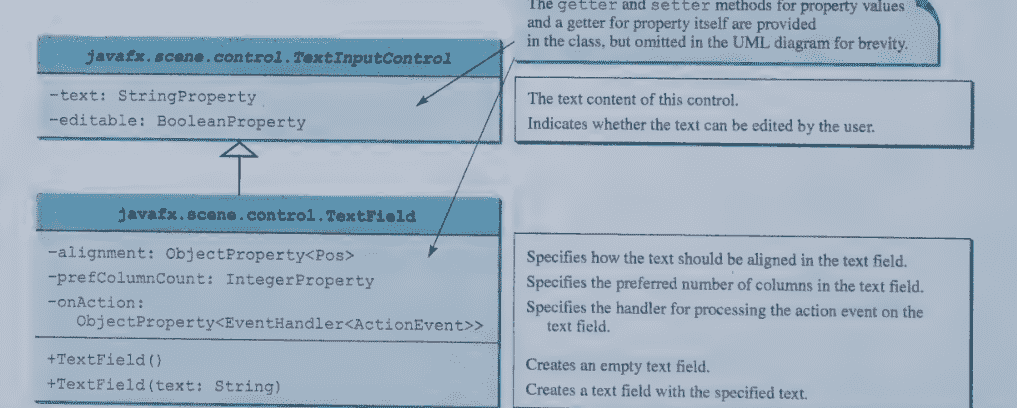 The getter and setter methods for property values
and a getter for property itself are provided
in the class, but omitted in the UML diagram for brevity.
javafx.scene.control.TextInputControl
-text: StringProperty
-editable: BooleanProperty
The text content of this control.
Indicates whether the text can be edited by the user.
javafx.scene.control.TextField
-alignment: ObjectProperty<Pos>
-prefColumnCount: IntegerProperty
-onAction:
ObjectProperty<EventHandler<ActionEvent>>
+TextField()
+TextField(text: String)
Specifies how the text should be aligned in the text field.
Specifies the preferred number of columns in the text field.
Specifies the handler for processing the action event on the
text field.
Creates an empty text field.
Creates a text field with the specified text.